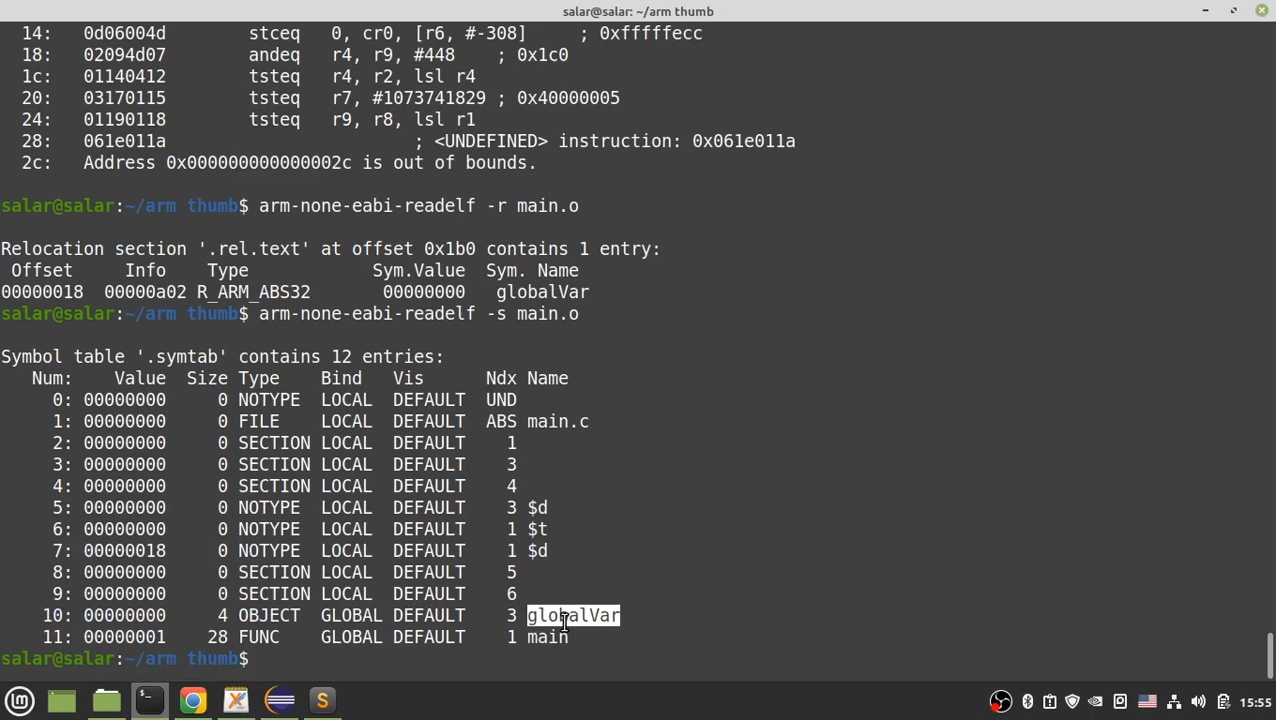 salar@salar: ~/arm thumb
14: 0d06004d stceq 0, cr0, [r6, #-308] ; 0xfffffecc
18: 02094d07 andeq r4, r9, #448 ; 0x1c0
1c: 01140412 tsteq r4, r2, lsl r4
20: 03170115 tsteq r7, #1073741829 ; 0x40000005
24: 01190118 tsteq r9, r8, lsl r1
28: 061e011a ; <UNDEFINED> instruction: 0x061e011a
2c: Address 0x000000000000002c is out of bounds.
salar@salar:~/arm thumb$ arm-none-eabi-readelf -r main.o
Relocation section '.rel.text' at offset 0x1b0 contains 1 entry:
Offset Info Type Sym.Value Sym. Name
00000018 00000a02 R_ARM_ABS32 00000000 globalVar
salar@salar:~/arm thumb$ arm-none-eabi-readelf -s main.o
Symbol table '.symtab' contains 12 entries:
Num: Value Size Type Bind Vis Ndx Name
0: 00000000 0 NOTYPE LOCAL DEFAULT UND
1: 00000000 0 FILE LOCAL DEFAULT ABS main.c
2: 00000000 0 SECTION LOCAL DEFAULT 1
3: 00000000 0 SECTION LOCAL DEFAULT 3
4: 00000000 0 SECTION LOCAL DEFAULT 4
5: 00000000 0 NOTYPE LOCAL DEFAULT 3 $d
6: 00000000 0 NOTYPE LOCAL DEFAULT 1 $t
7: 00000018 0 NOTYPE LOCAL DEFAULT 1 $d
8: 00000000 0 SECTION LOCAL DEFAULT 5
9: 00000000 0 SECTION LOCAL DEFAULT 6
10: 00000000 4 OBJECT GLOBAL DEFAULT 3 globalVar
11: 00000001 28 FUNC GLOBAL DEFAULT 1 main
salar@salar:~/arm thumb$
15:55